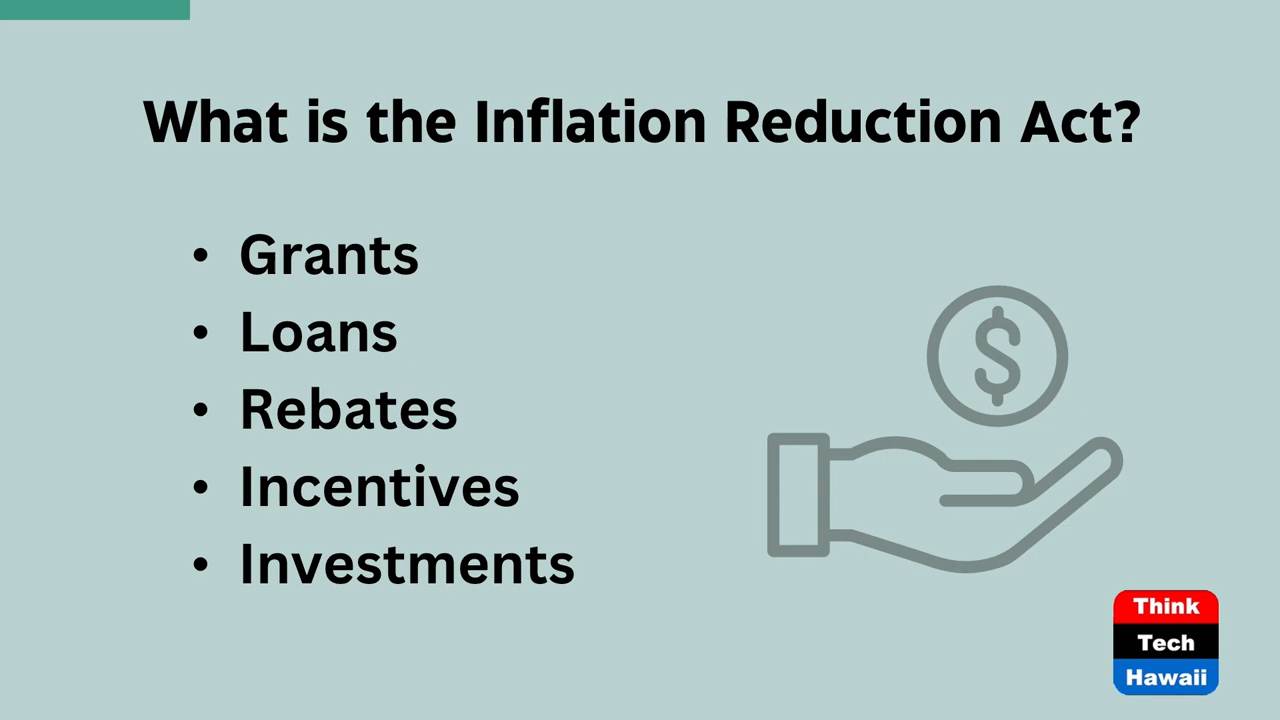 What is the Inflation Reduction Act?
• Grants
• Loans
• Rebates
• Incentives
• Investments
$
Think
Tech
Hawaii